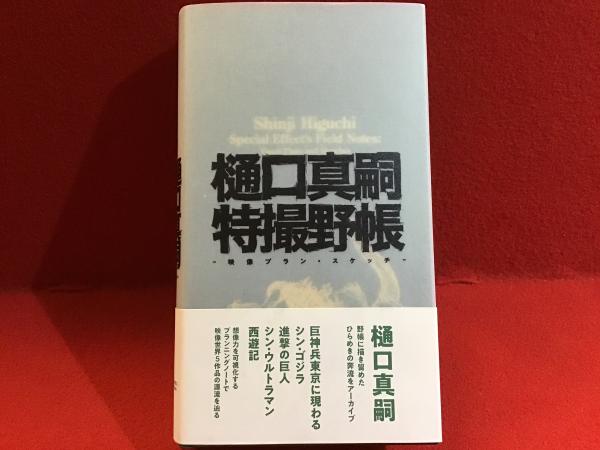 Shinji Higuchi
Special Effect's Field Notes:
樋口真嗣
特撮野帳
-映像プラン・スケッチ-
樋口真嗣
野帳に描き留めた
ひらめきの奔流をアーカイブ
巨神兵東京に現わる
シン・ゴジラ
進撃の巨人
シン・ウルトラマン
西遊記
想像力を可視化する
プランニングノートで
映像世界5作品の源流を辿る
樋口真嗣